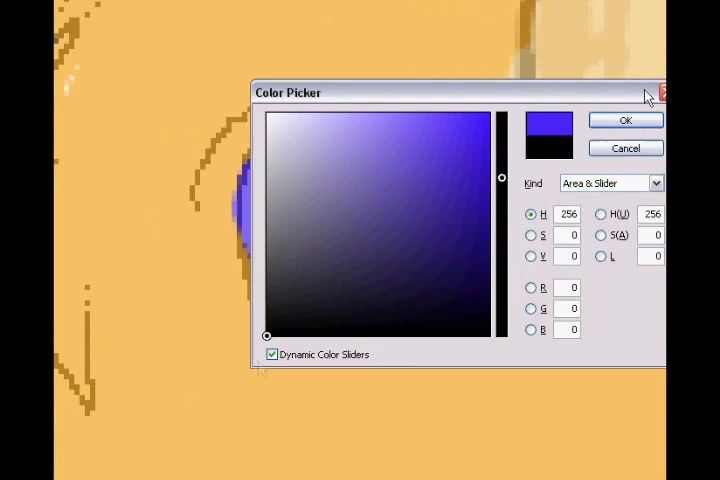 Color Picker
OK
Cancel
Kind Area & Slider
H 256 H(U) 256
S 0 S(A) 0
V 0 L 0
R 0
G 0
B 0
Dynamic Color Sliders